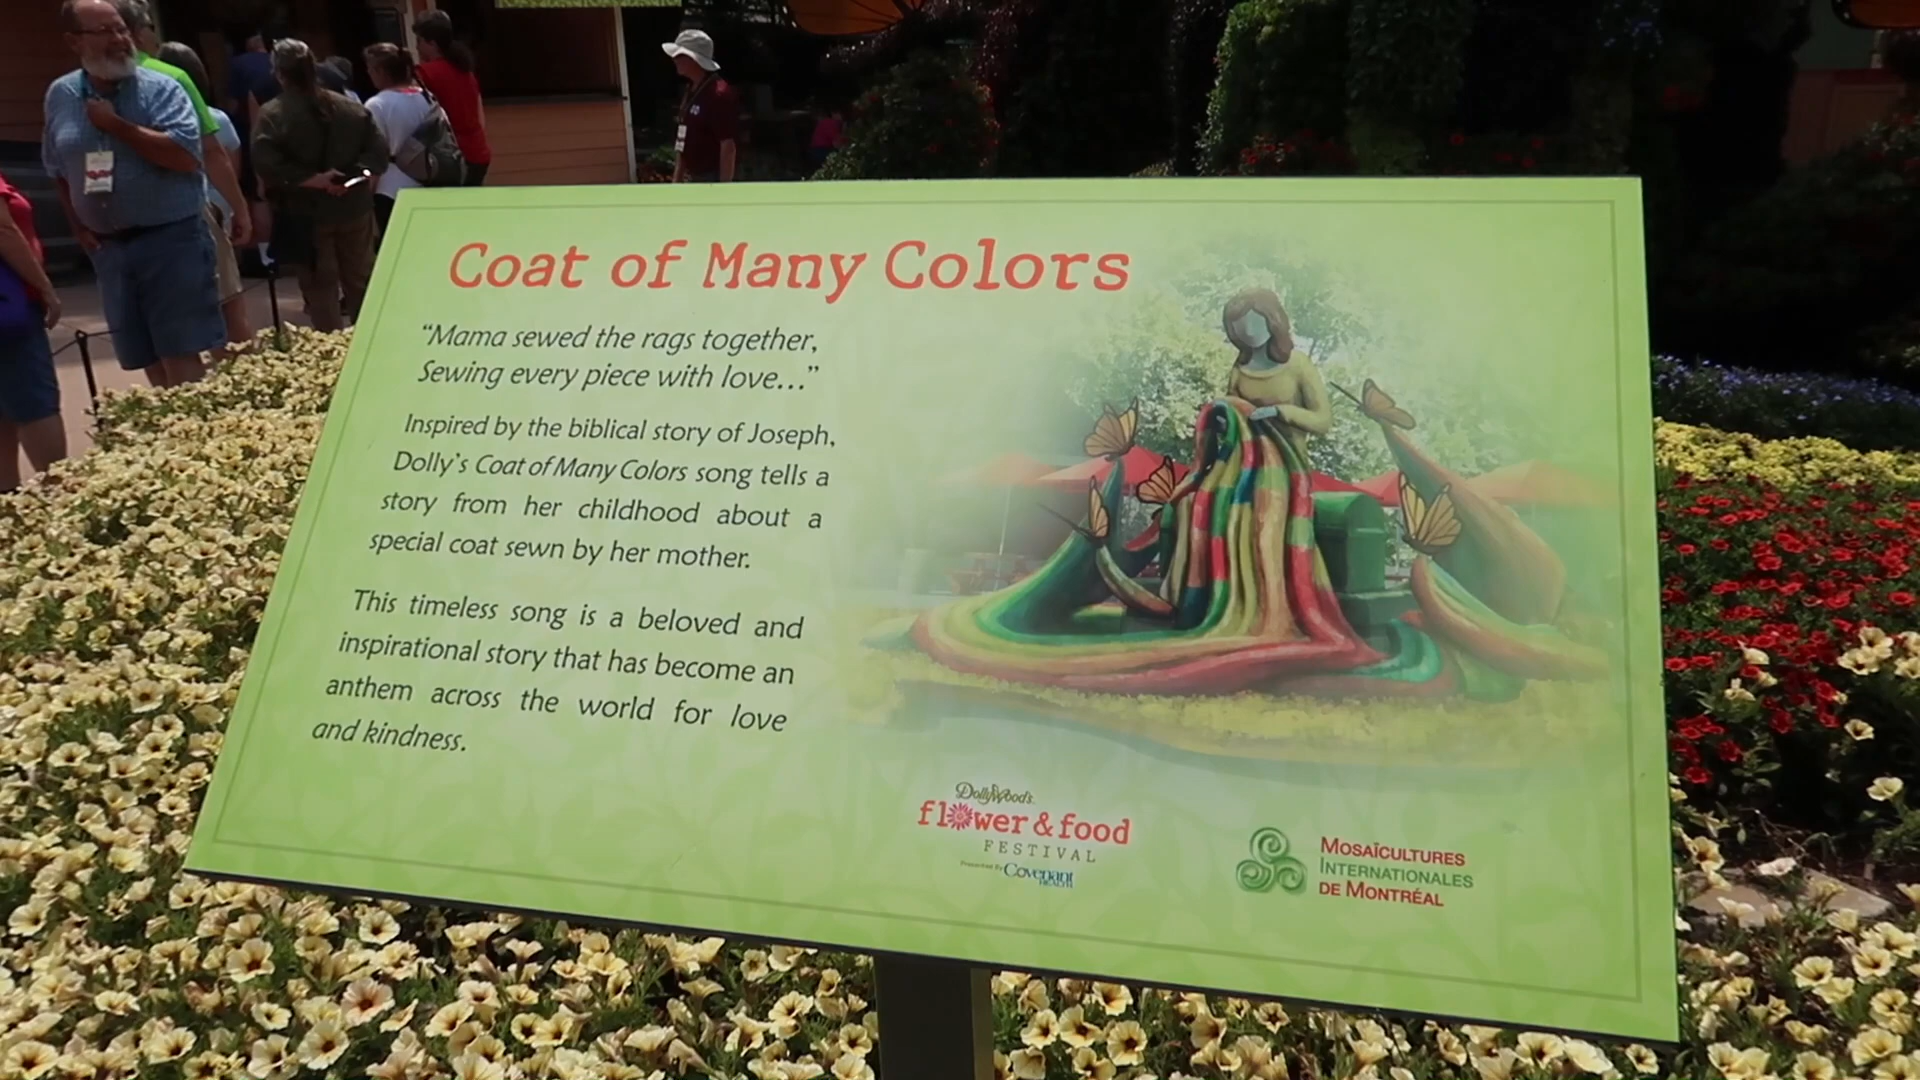 Coat of Many Colors
“Mama sewed the rags together,
Sewing every piece with love...”
Inspired by the biblical story of Joseph,
Dolly’s Coat of Many Colors song tells a
story from her childhood about a
special coat sewn by her mother.
This timeless song is a beloved and
inspirational story that has become an
anthem across the world for love
and kindness.
Dollywood's
flower & food
FESTIVAL
Presented By Covenant
HEALTH
MOSAÏCULTURES
INTERNATIONALES
DE MONTRÉAL